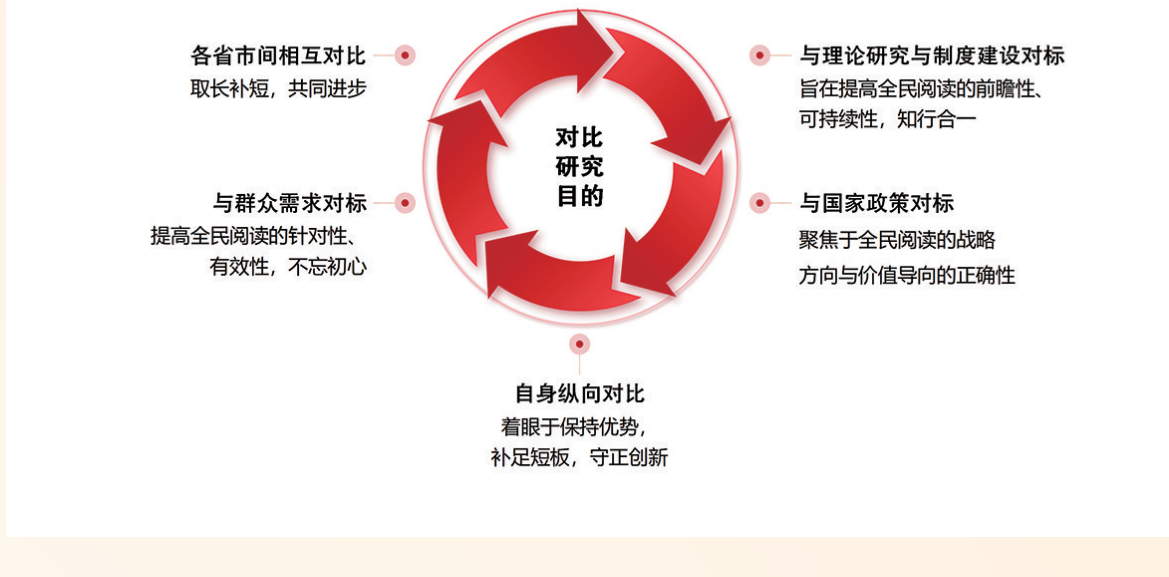 各省市间相互对比
取长补短，共同进步
与理论研究与制度建设对标
旨在提高全民阅读的前瞻性、
可持续性，知行合一
对比
研究
目的
与群众需求对标
提高全民阅读的针对性、
有效性，不忘初心
与国家政策对标
聚焦于全民阅读的战略
方向与价值导向的正确性
自身纵向对比
着眼于保持优势，
补足短板，守正创新